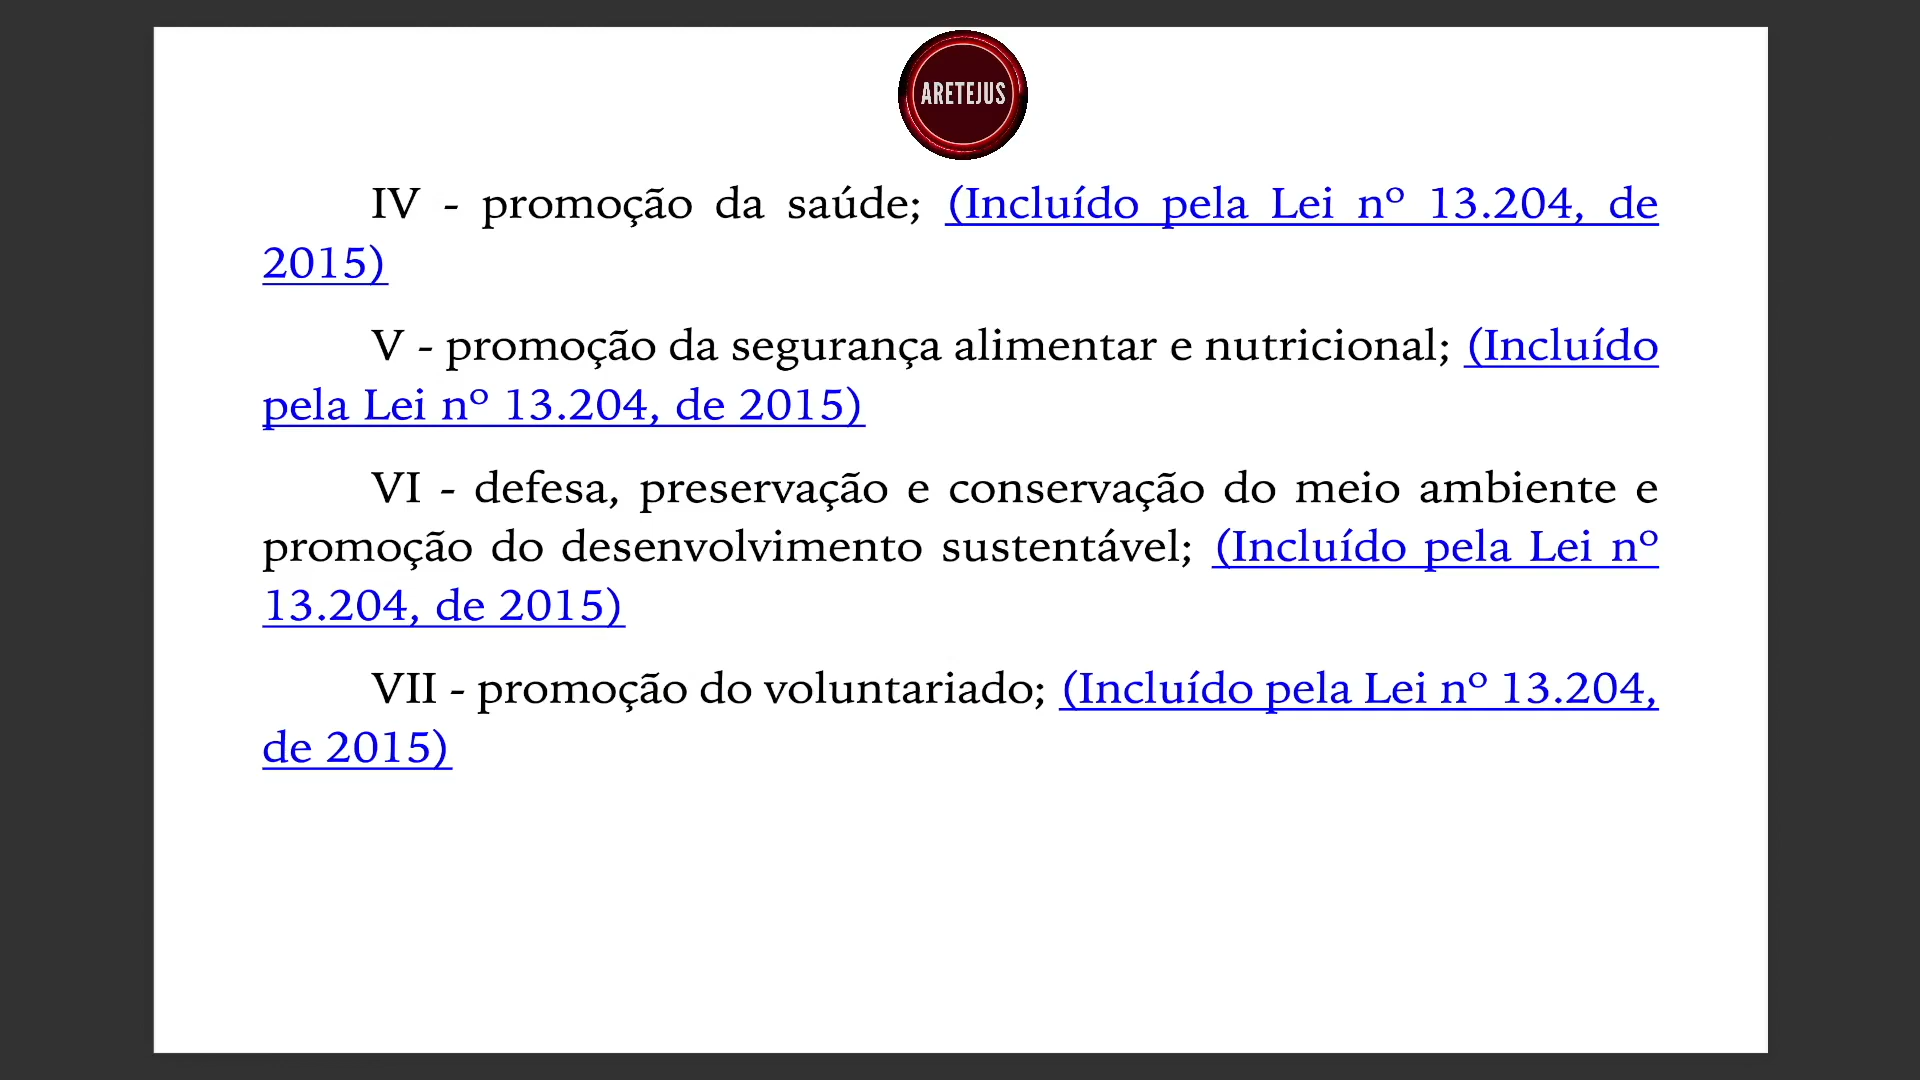 ARETEJUS
IV - promoção da saúde; (Incluído pela Lei nº 13.204, de
2015)
V - promoção da segurança alimentar e nutricional; (Incluído
pela Lei nº 13.204, de 2015)
VI - defesa, preservação e conservação do meio ambiente e
promoção do desenvolvimento sustentável; (Incluído pela Lei nº
13.204, de 2015)
VII - promoção do voluntariado; (Incluído pela Lei nº 13.204,
de 2015)